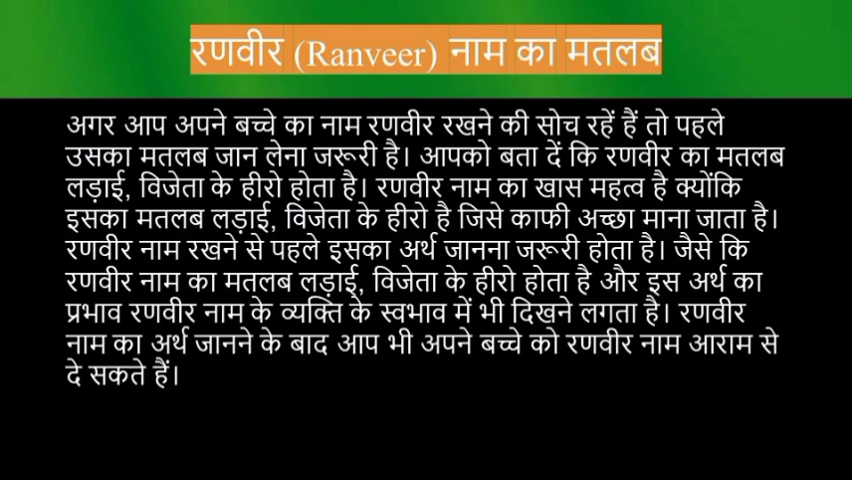 रणवीर (Ranveer) नाम का मतलब
अगर आप अपने बच्चे का नाम रणवीर रखने की सोच रहें हैं तो पहले
उसका मतलब जान लेना जरूरी है। आपको बता दें कि रणवीर का मतलब
लड़ाई, विजेता के हीरो होता है। रणवीर नाम का खास महत्व है क्योंकि
इसका मतलब लड़ाई, विजेता के हीरो है जिसे काफी अच्छा माना जाता है।
रणवीर नाम रखने से पहले इसका अर्थ जानना जरूरी होता है। जैसे कि
रणवीर नाम का मतलब लड़ाई, विजेता के हीरो होता है और इस अर्थ का
प्रभाव रणवीर नाम के व्यक्ति के स्वभाव में भी दिखने लगता है। रणवीर
नाम का अर्थ जानने के बाद आप भी अपने बच्चे को रणवीर नाम आराम से
दे सकते हैं।